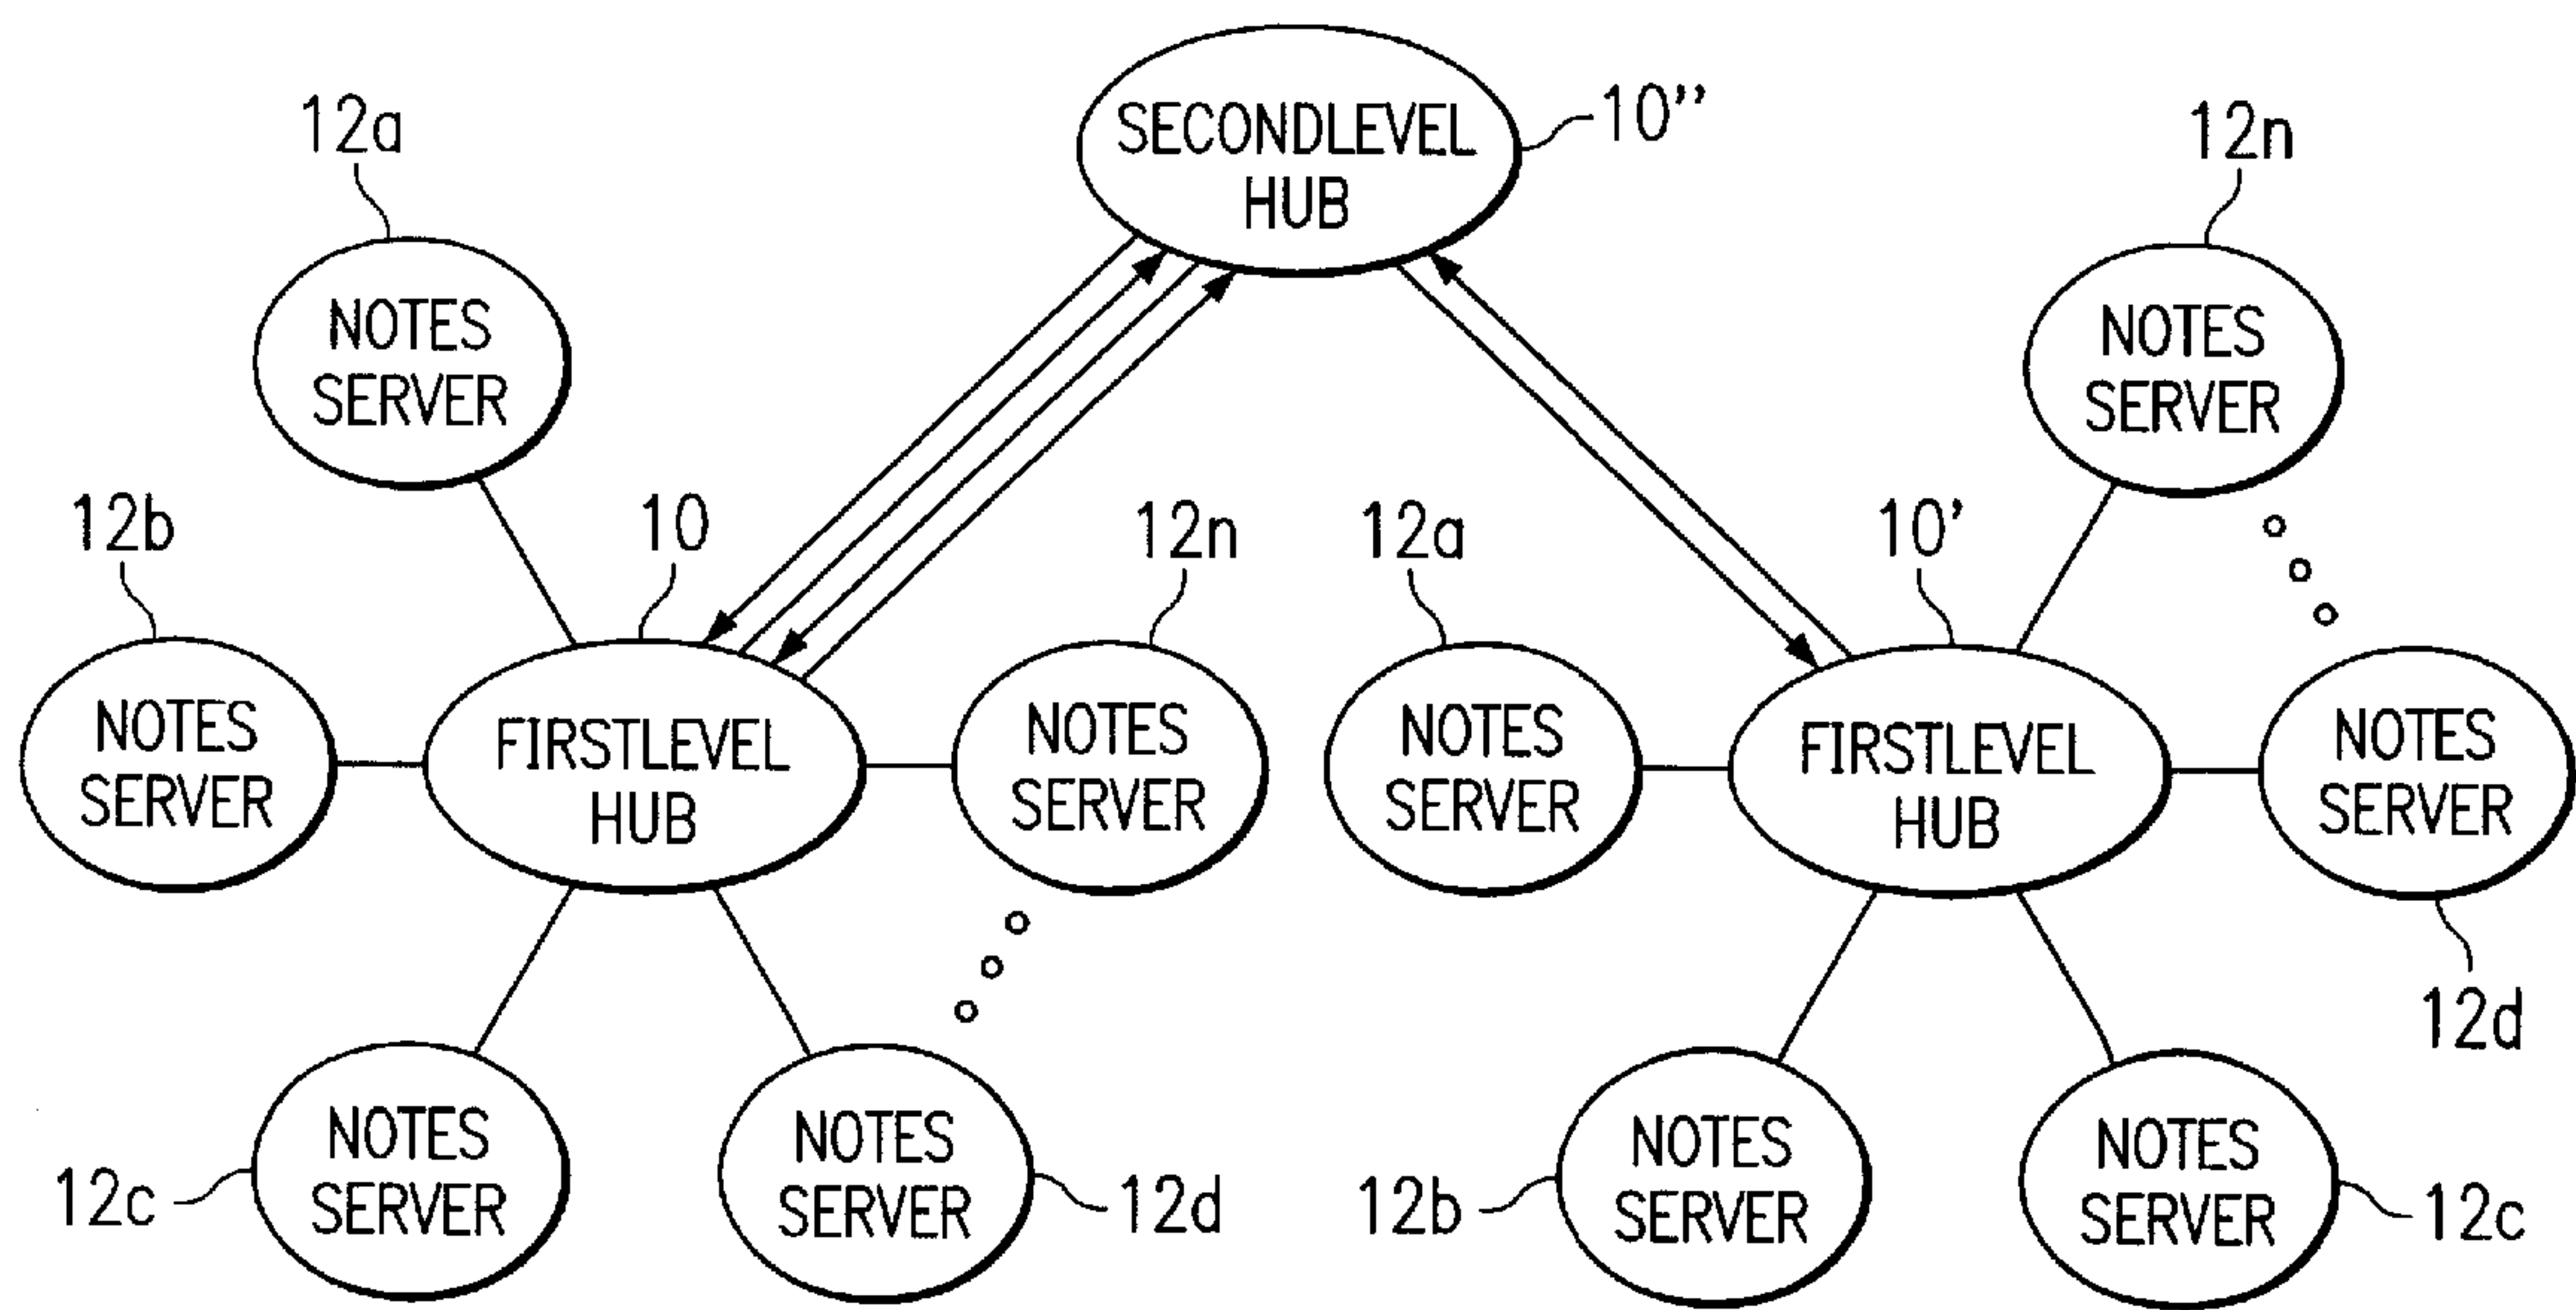 SECONDLEVEL
HUB
10"
12a
NOTES
SERVER
12n
NOTES
SERVER
12b
NOTES
SERVER
10
FIRSTLEVEL
HUB
12n
NOTES
SERVER
12a
NOTES
SERVER
10'
FIRSTLEVEL
HUB
NOTES
SERVER
12d
12c
NOTES
SERVER
NOTES
SERVER
12d
12b
NOTES
SERVER
NOTES
SERVER
12c